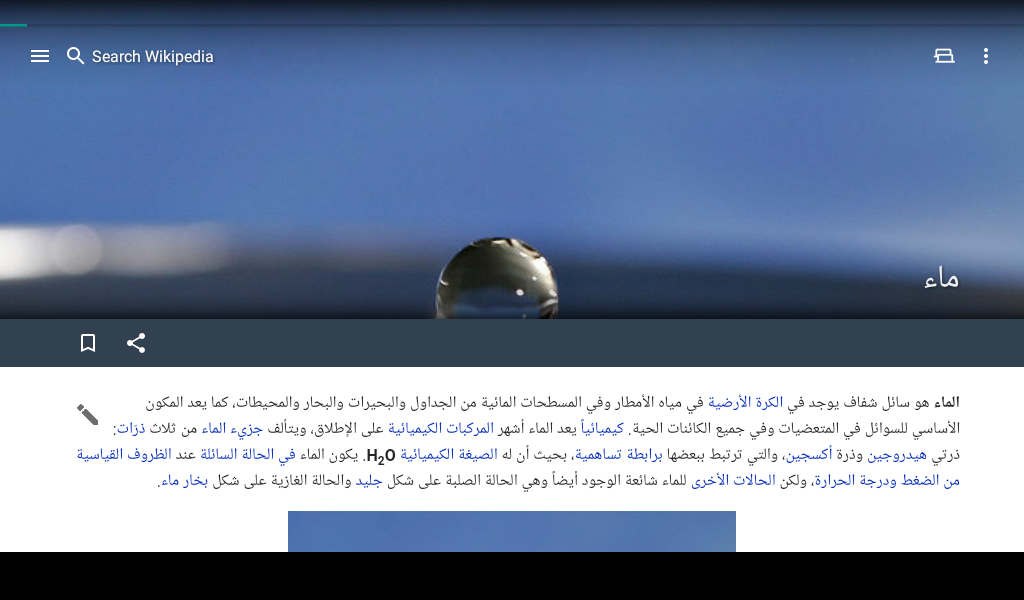 Search Wikipedia
ماء
الماء هو سائل شفاف يوجد في الكرة الأرضية في مياه الأمطار وفي المسطحات المائية من الجداول والبحيرات والبحار والمحيطات، كما يعد المكون
الأساسي للسوائل في المتعضيات وفي جميع الكائنات الحية. كيميائياً يعد الماء أشهر المركبات الكيميائية على الإطلاق، ويتألف جزيء الماء من ثلاث ذرات:
ذرتي هيدروجين وذرة أكسجين، والتي ترتبط ببعضها برابطة تساهمية، بحيث أن له الصيغة الكيميائية H2O. يكون الماء في الحالة السائلة عند الظروف القياسية
من الضغط ودرجة الحرارة، ولكن الحالات الأخرى للماء شائعة الوجود أيضاً وهي الحالة الصلبة على شكل جليد والحالة الغازية على شكل بخار ماء.